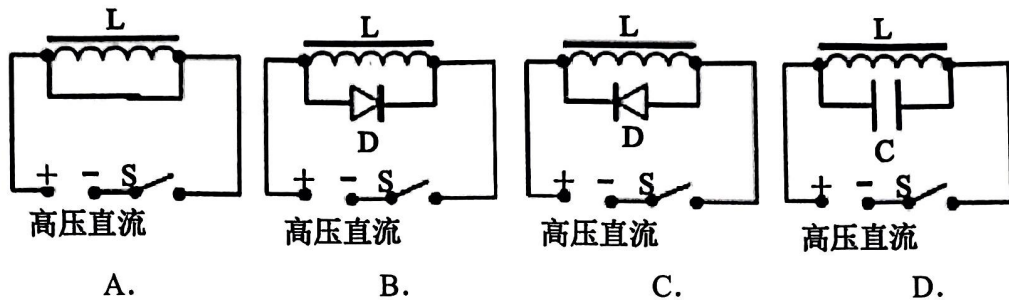 L L L L
D D C
+ - S + - S + - S + - S
高压直流 高压直流 高压直流 高压直流
A. B. C. D.